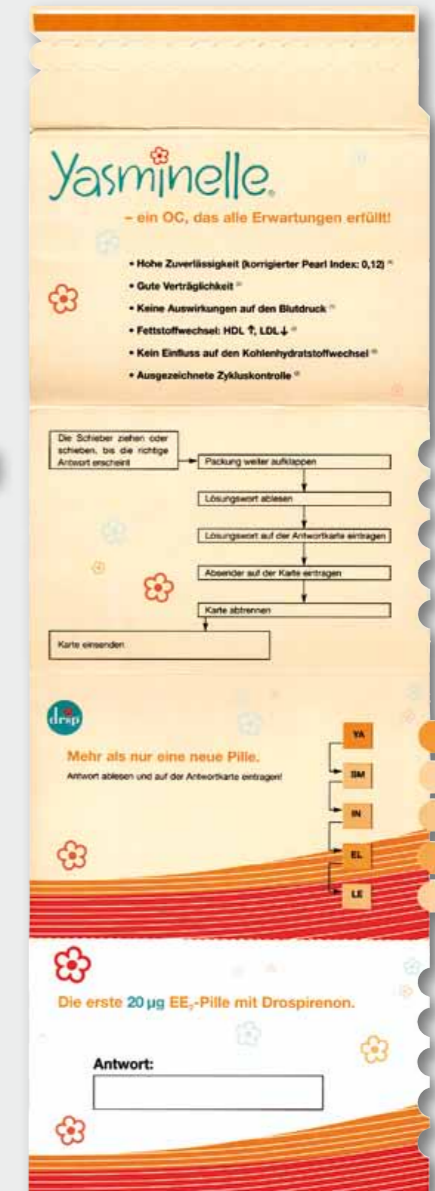 Yasminelle®
– ein OC, das alle Erwartungen erfüllt!
• Hohe Zuverlässigkeit (korrigierter Pearl Index: 0,12)
• Gute Verträglichkeit
• Keine Auswirkungen auf den Blutdruck
• Fettstoffwechsel: HDL ↑, LDL ↓
• Kein Einfluss auf den Kohlenhydratstoffwechsel
• Ausgezeichnete Zykluskontrolle
Die Schieber ziehen oder
schieben, bis die richtige
Antwort erscheint
Packung weiter aufklappen
Lösungswort ablesen
Lösungswort auf der Antwortkarte eintragen
Absender auf der Karte eintragen
Karte abtrennen
Karte einsenden
drsp
Mehr als nur eine neue Pille.
Antwort ablesen und auf der Antwortkarte eintragen!
YA
SM
IN
EL
LE
Die erste 20 µg EE₂-Pille mit Drospirenon.
Antwort: